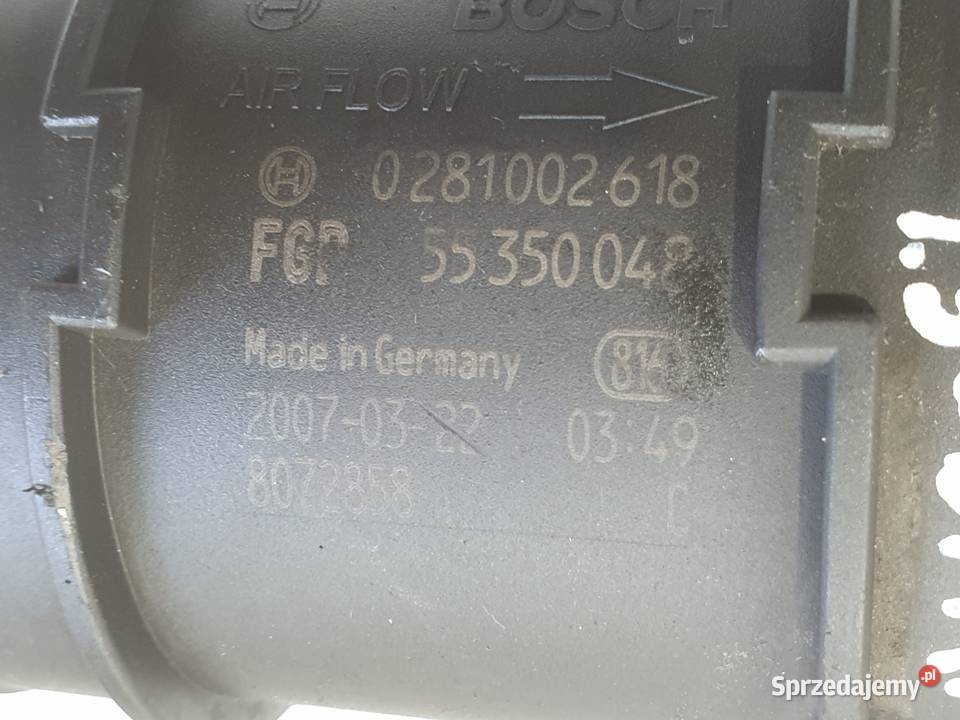 BOSCH
AIR FLOW
0 281 002 618
FGP 55 350 048
Made in Germany 816
2007-03-22 03:49
8072858 C
Sprzedajemy.pl